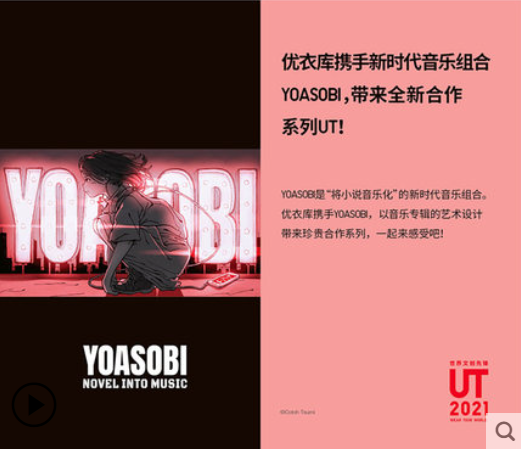 YOASOBI
YOASOBI
NOVEL INTO MUSIC
优衣库携手新时代音乐组合
YOASOBI,带来全新合作
系列UT!
YOASOBI是“将小说音乐化”的新时代音乐组合。
优衣库携手YOASOBI，以音乐专辑的艺术设计
带来珍贵合作系列，一起来感受吧!
UT
2021
WEAR YOUR WORLD